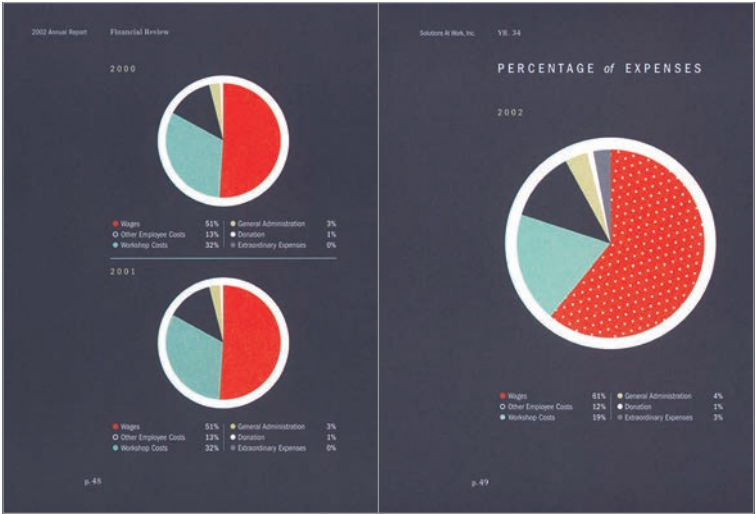 2002 Annual Report Financial Review
2000
Wages 51% General Administration 3%
Other Employee Costs 13% Donation 1%
Workshop Costs 32% Extraordinary Expenses 0%
2001
Wages 51% General Administration 3%
Other Employee Costs 13% Donation 1%
Workshop Costs 32% Extraordinary Expenses 0%
p. 48
Solutions At Work, Inc. YR. 34
PERCENTAGE of EXPENSES
2002
Wages 61% General Administration 4%
Other Employee Costs 12% Donation 1%
Workshop Costs 19% Extraordinary Expenses 3%
p. 49